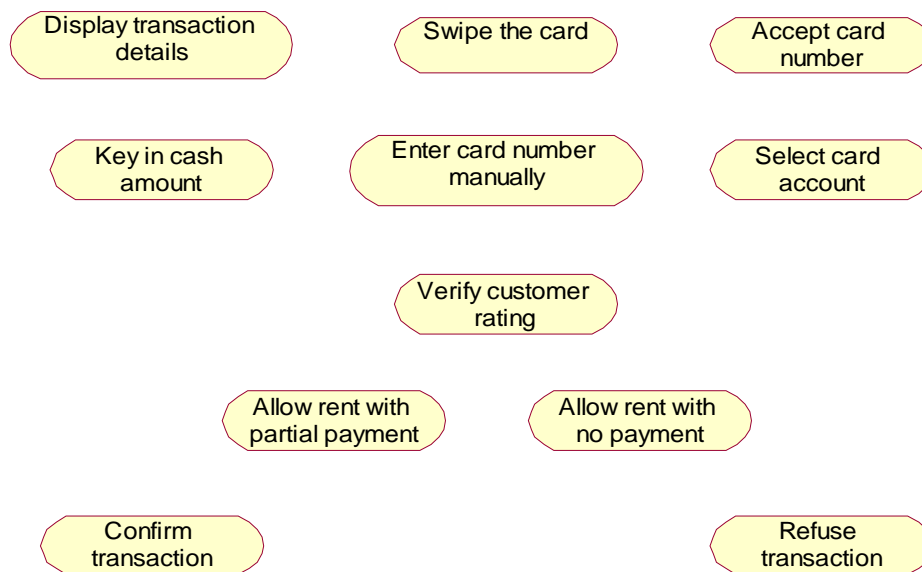 Display transaction
details
Swipe the card
Accept card
number
Key in cash
amount
Enter card number
manually
Select card
account
Verify customer
rating
Allow rent with
partial payment
Allow rent with
no payment
Confirm
transaction
Refuse
transaction